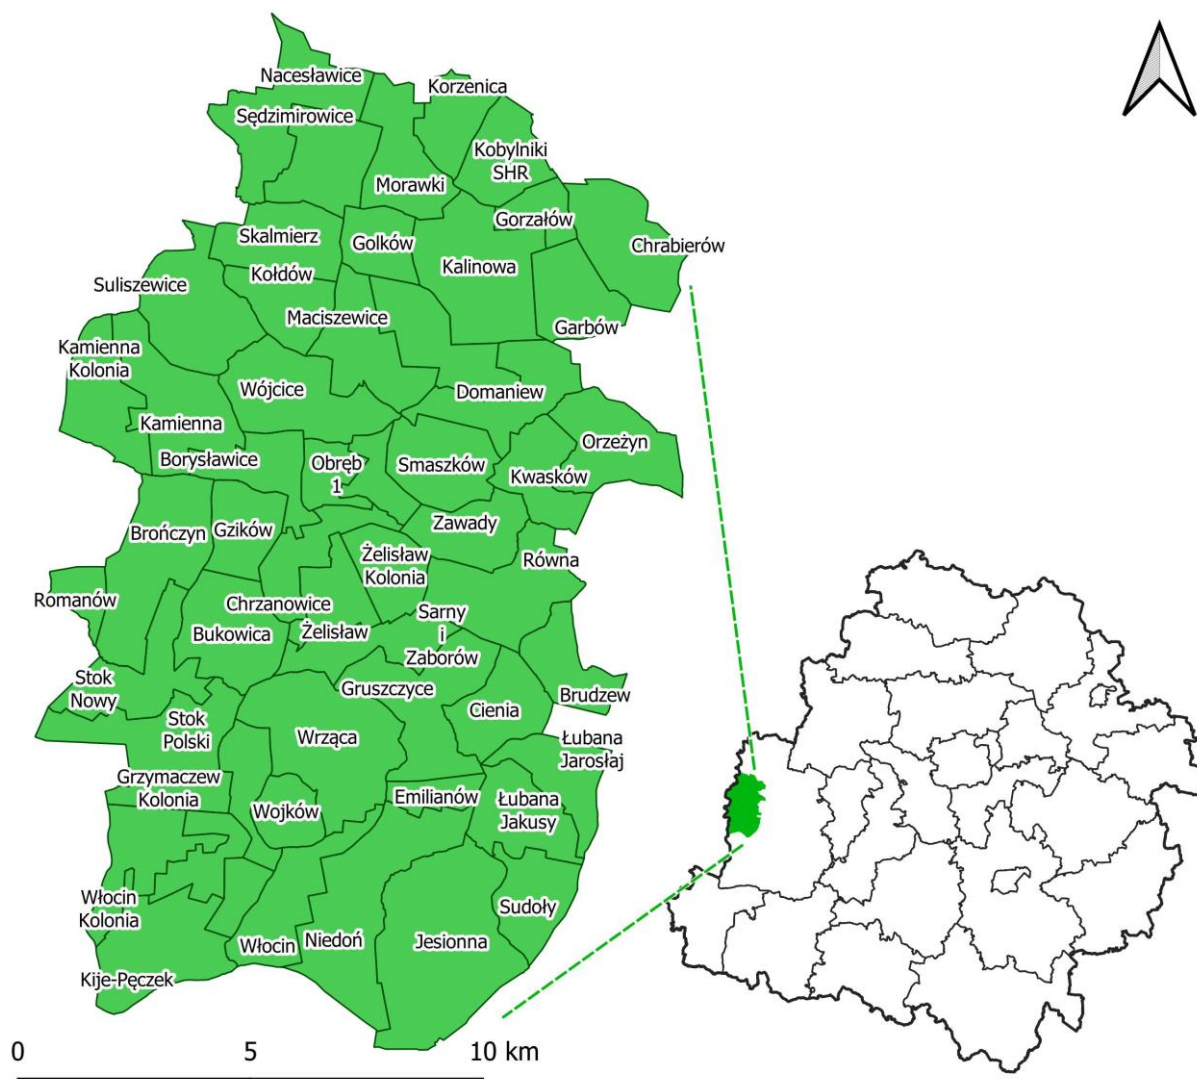 Nacesławice
Korzenica
Sędzimirowice
Kobylniki
SHR
Morawki
Gorzałów
Skalmierz
Golków
Chrabierów
Kołdów
Kalinowa
Suliszewice
Maciszewice
Garbów
Kamienna
Kolonia
Wójcice
Domaniew
Kamienna
Orzeżyn
Borysławice
Obręb
1
Smaszków
Kwasków
Brończyn
Gzików
Zawady
Żelisław
Kolonia
Równa
Romanów
Chrzanowice
Sarny
i
Zaborów
Bukowica
Żelisław
Stok
Nowy
Gruszczyce
Brudzew
Stok
Polski
Cienia
Wrząca
Łubana
Jarosłaj
Grzymaczew
Kolonia
Wojków
Emilianów
Łubana
Jakusy
Włocin
Kolonia
Sudoły
Włocin
Niedoń
Jesionna
Kije-Pęczek
0 5 10 km